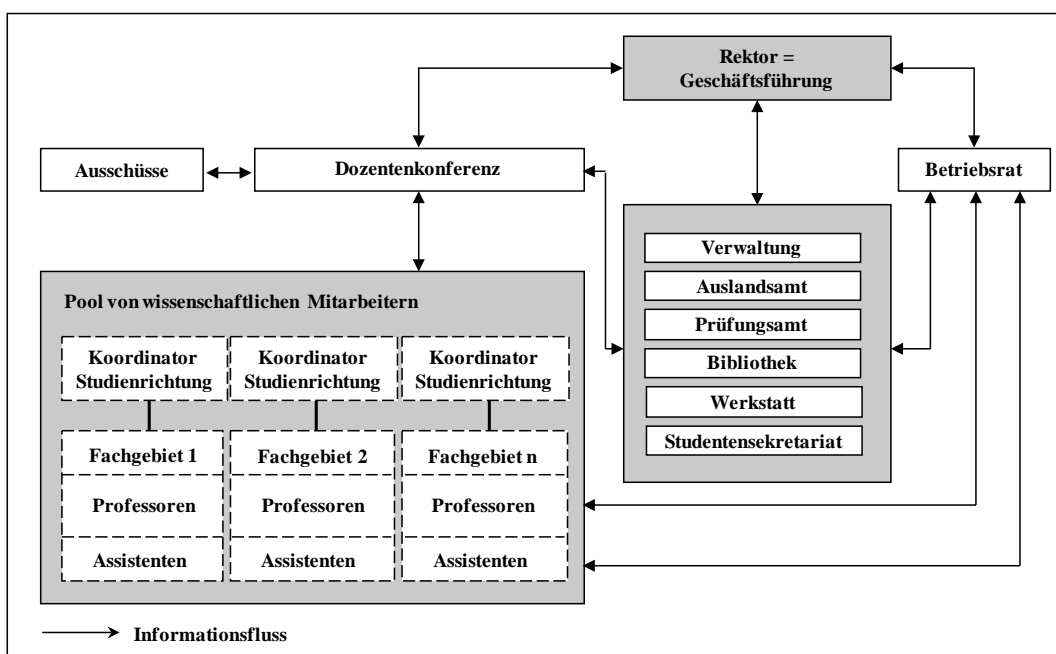 Rektor =
Geschäftsführung
Ausschüsse
Dozentenkonferenz
Betriebsrat
Verwaltung
Auslandsamt
Prüfungsamt
Bibliothek
Werkstatt
Studentensekretariat
Pool von wissenschaftlichen Mitarbeitern
Koordinator
Studienrichtung
Koordinator
Studienrichtung
Koordinator
Studienrichtung
Fachgebiet 1
Fachgebiet 2
Fachgebiet n
Professoren
Professoren
Professoren
Assistenten
Assistenten
Assistenten
Informationsfluss